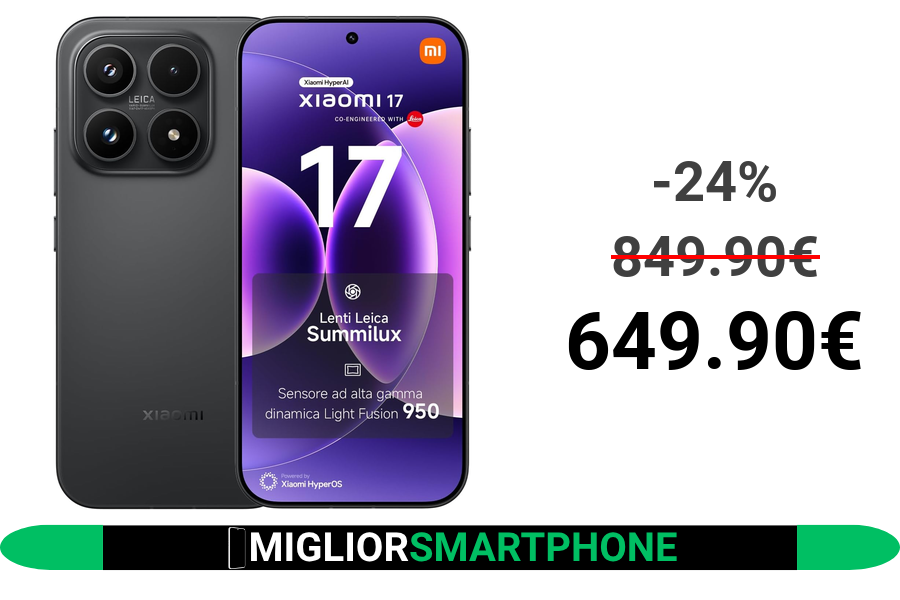 LEICA
xiaomi
mi
Xiaomi HyperAI
xiaomi 17
CO-ENGINEERED WITH Leica
17
Lenti Leica
Summilux
Sensore ad alta gamma
dinamica Light Fusion 950
Powered by
Xiaomi HyperOS
-24%
849.90€
649.90€
MIGLIORSMARTPHONE